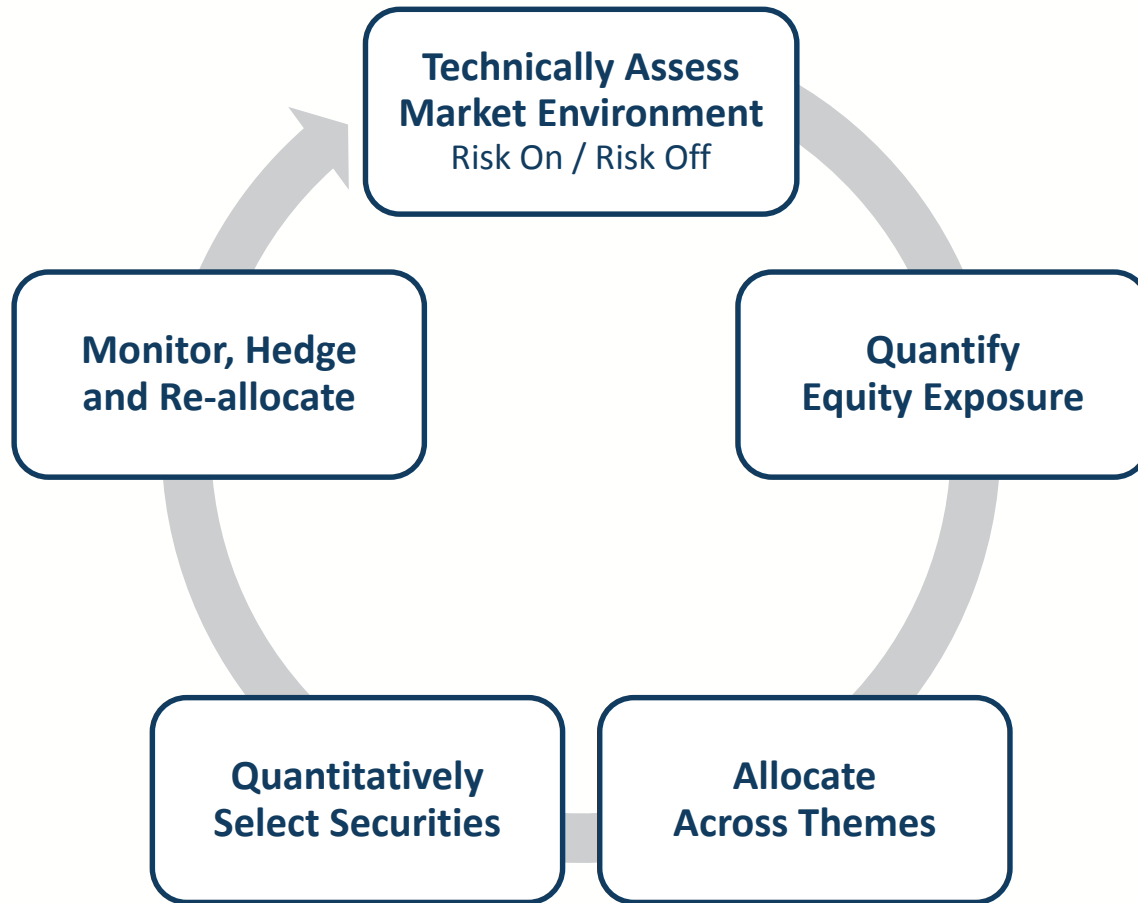 Technically Assess
Market Environment
Risk On / Risk Off
Quantify
Equity Exposure
Allocate
Across Themes
Quantitatively
Select Securities
Monitor, Hedge
and Re-allocate